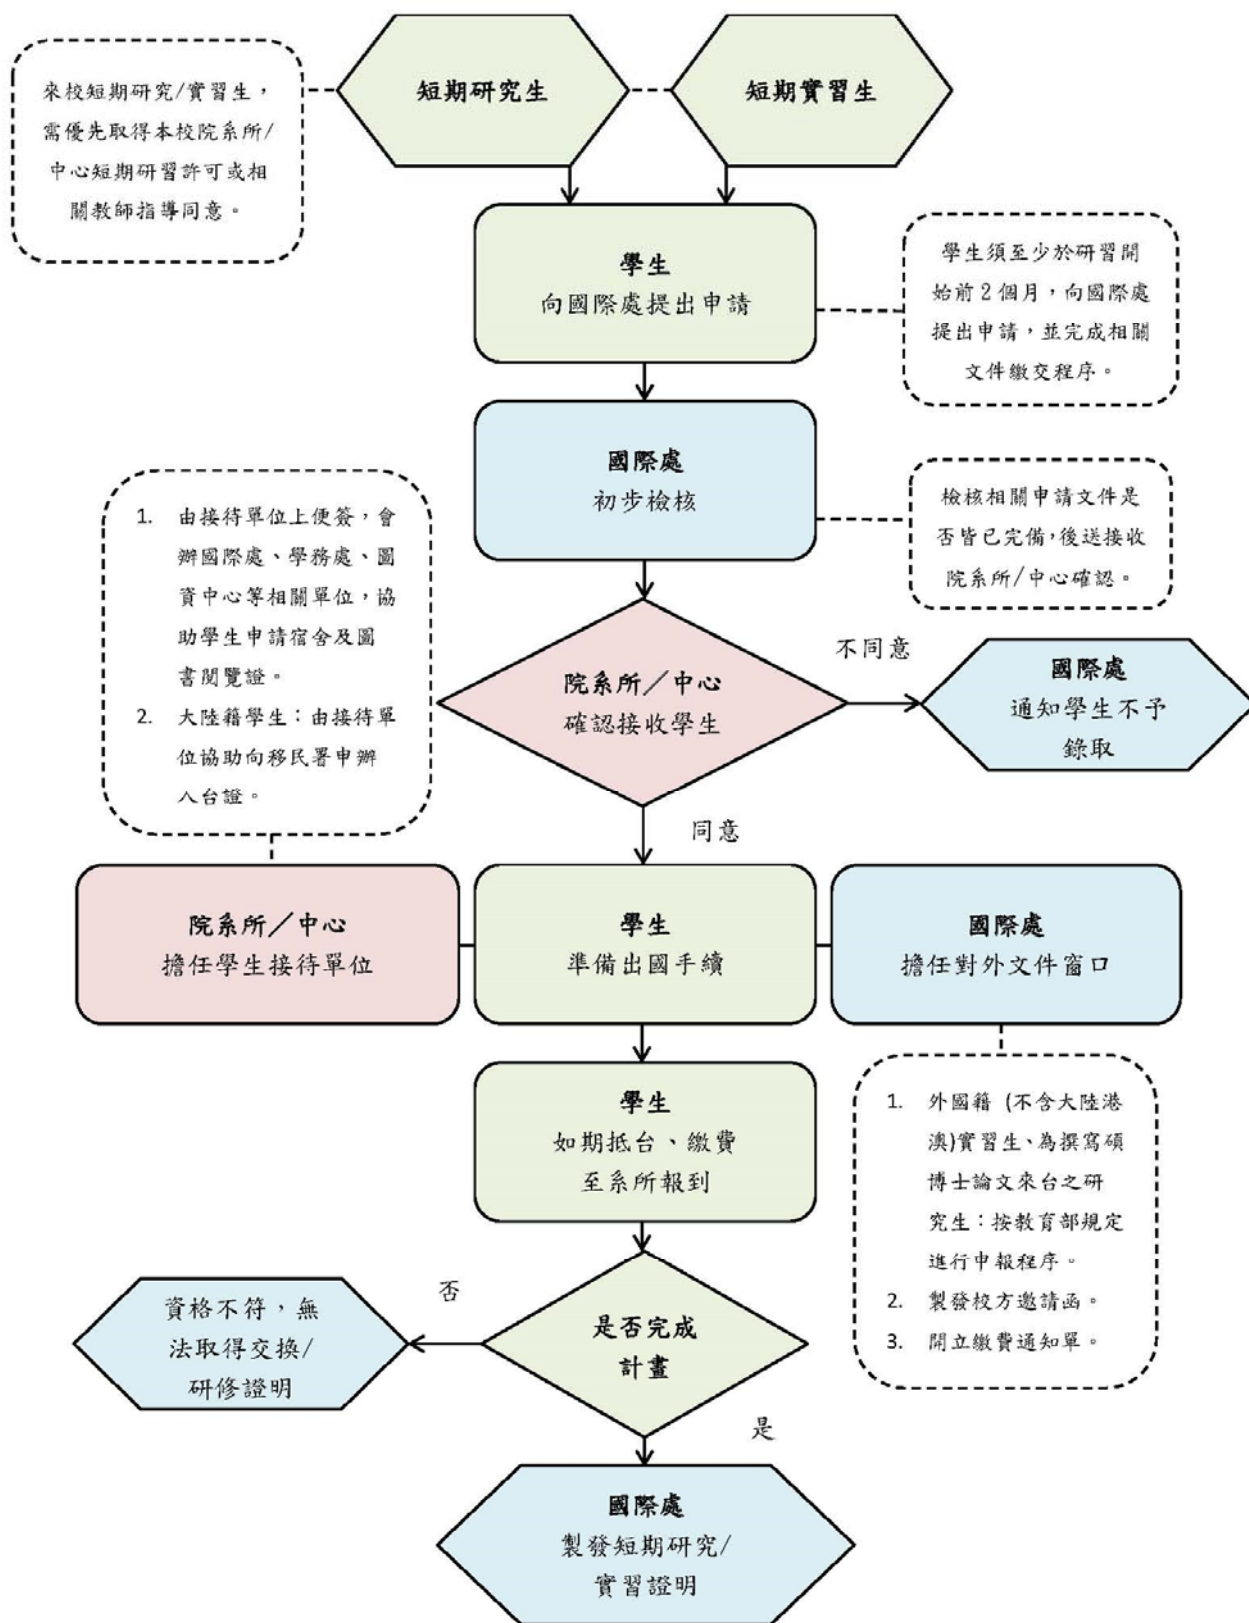 短期研究生
短期實習生
來校短期研究/實習生，
需優先取得本校院系所/
中心短期研習許可或相
關教師指導同意。
學生
向國際處提出申請
學生須至少於研習開
始前2個月，向國際處
提出申請，並完成相關
文件繳交程序。
國際處
初步檢核
檢核相關申請文件是
否皆已完備，後送接收
院系所/中心確認。
1. 由接待單位上便簽，會
辦國際處、學務處、圖
資中心等相關單位，協
助學生申請宿舍及圖
書閱覽證。
2. 大陸籍學生：由接待單
位協助向移民署申辦
入台證。
院系所／中心
確認接收學生
不同意
國際處
通知學生不予
錄取
同意
院系所／中心
擔任學生接待單位
學生
準備出國手續
國際處
擔任對外文件窗口
學生
如期抵台、繳費
至系所報到
1. 外國籍 (不含大陸港
澳)實習生、為撰寫碩
博士論文來台之研
究生：按教育部規定
進行申報程序。
2. 製發校方邀請函。
3. 開立繳費通知單。
是否完成
計畫
否
資格不符，無
法取得交換/
研修證明
是
國際處
製發短期研究/
實習證明